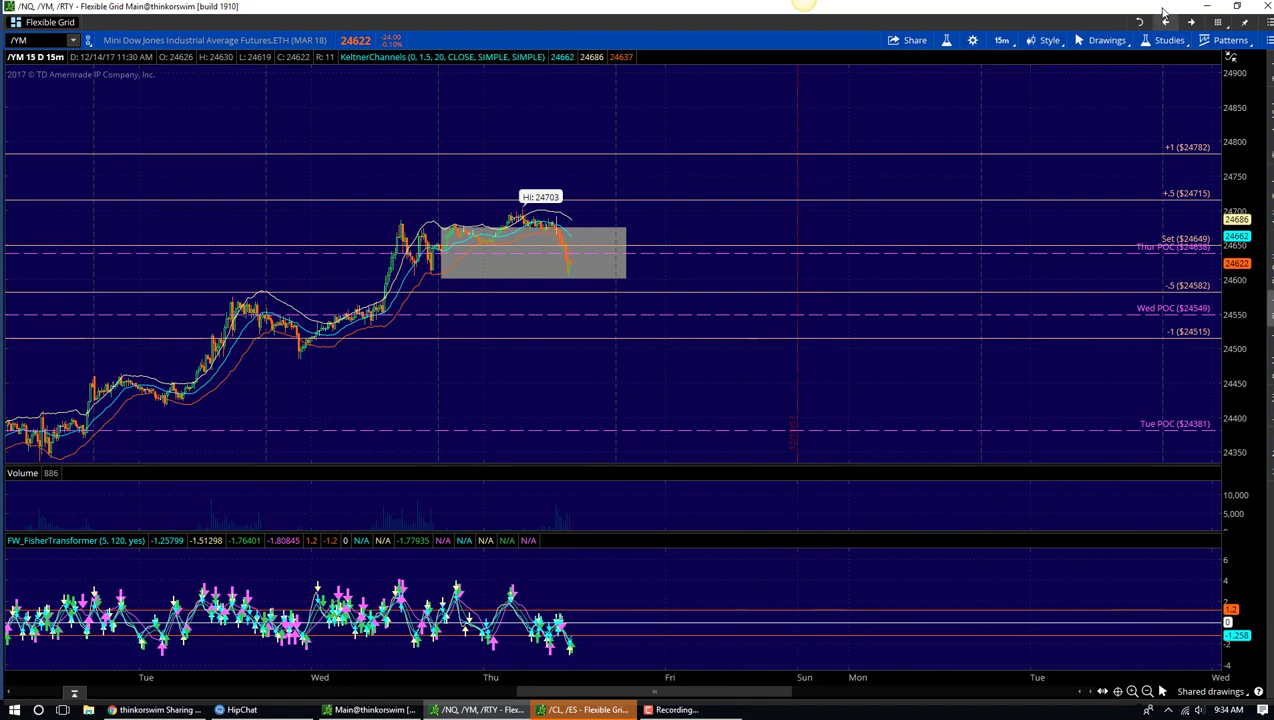 /NQ, /YM, /RTY - Flexible Grid Main@thinkorswim [build 1910]
Flexible Grid
/YM Mini Dow Jones Industrial Average Futures,ETH (MAR 18) 24622 -24.00 -0.10% Share 15m Style Drawings Studies Patterns
/YM 15 D 15m D: 12/14/17 11:30 AM O: 24626 H: 24630 L: 24619 C: 24622 R: 11 KeltnerChannels (0, 1.5, 20, CLOSE, SIMPLE, SIMPLE) 24662 24686 24637
2017 © TD Ameritrade IP Company, Inc.
24900
24850
24800
+1 ($24782)
24750
+.5 ($24715)
Hi: 24703
24700
24686
24662
Set ($24649)
24650
Thur POC ($24638)
24622
24600
-.5 ($24582)
Wed POC ($24549)
24550
-1 ($24515)
24500
24450
Tue POC ($24381)
24400
24350
Volume 886
10,000
5,000
FW_FisherTransformer (5, 120, yes) -1.25799 -1.51298 -1.76401 -1.80845 1.2 -1.2 0 N/A N/A -1.77935 N/A N/A N/A N/A N/A
6
4
2
1.2
0
-1.258
-2
-4
Tue Wed Thu Fri Sun Mon Tue Wed
Shared drawings
thinkorswim Sharing ... HipChat Main@thinkorswim [... /NQ, /YM, /RTY - Flex... /CL, /ES - Flexible Gri... Recording... 9:34 AM